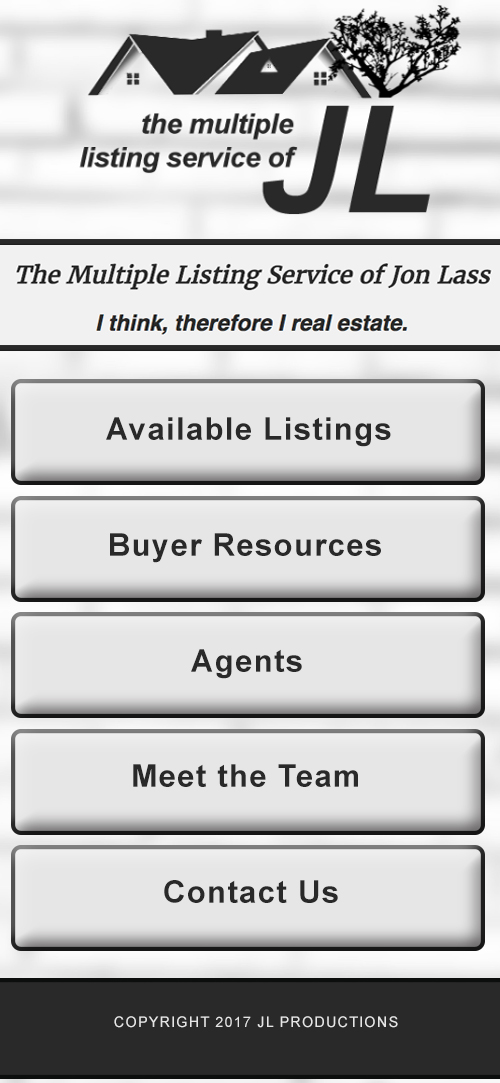 the multiple
listing service of
JL
The Multiple Listing Service of Jon Lass
I think, therefore I real estate.
Available Listings
Buyer Resources
Agents
Meet the Team
Contact Us
COPYRIGHT 2017 JL PRODUCTIONS